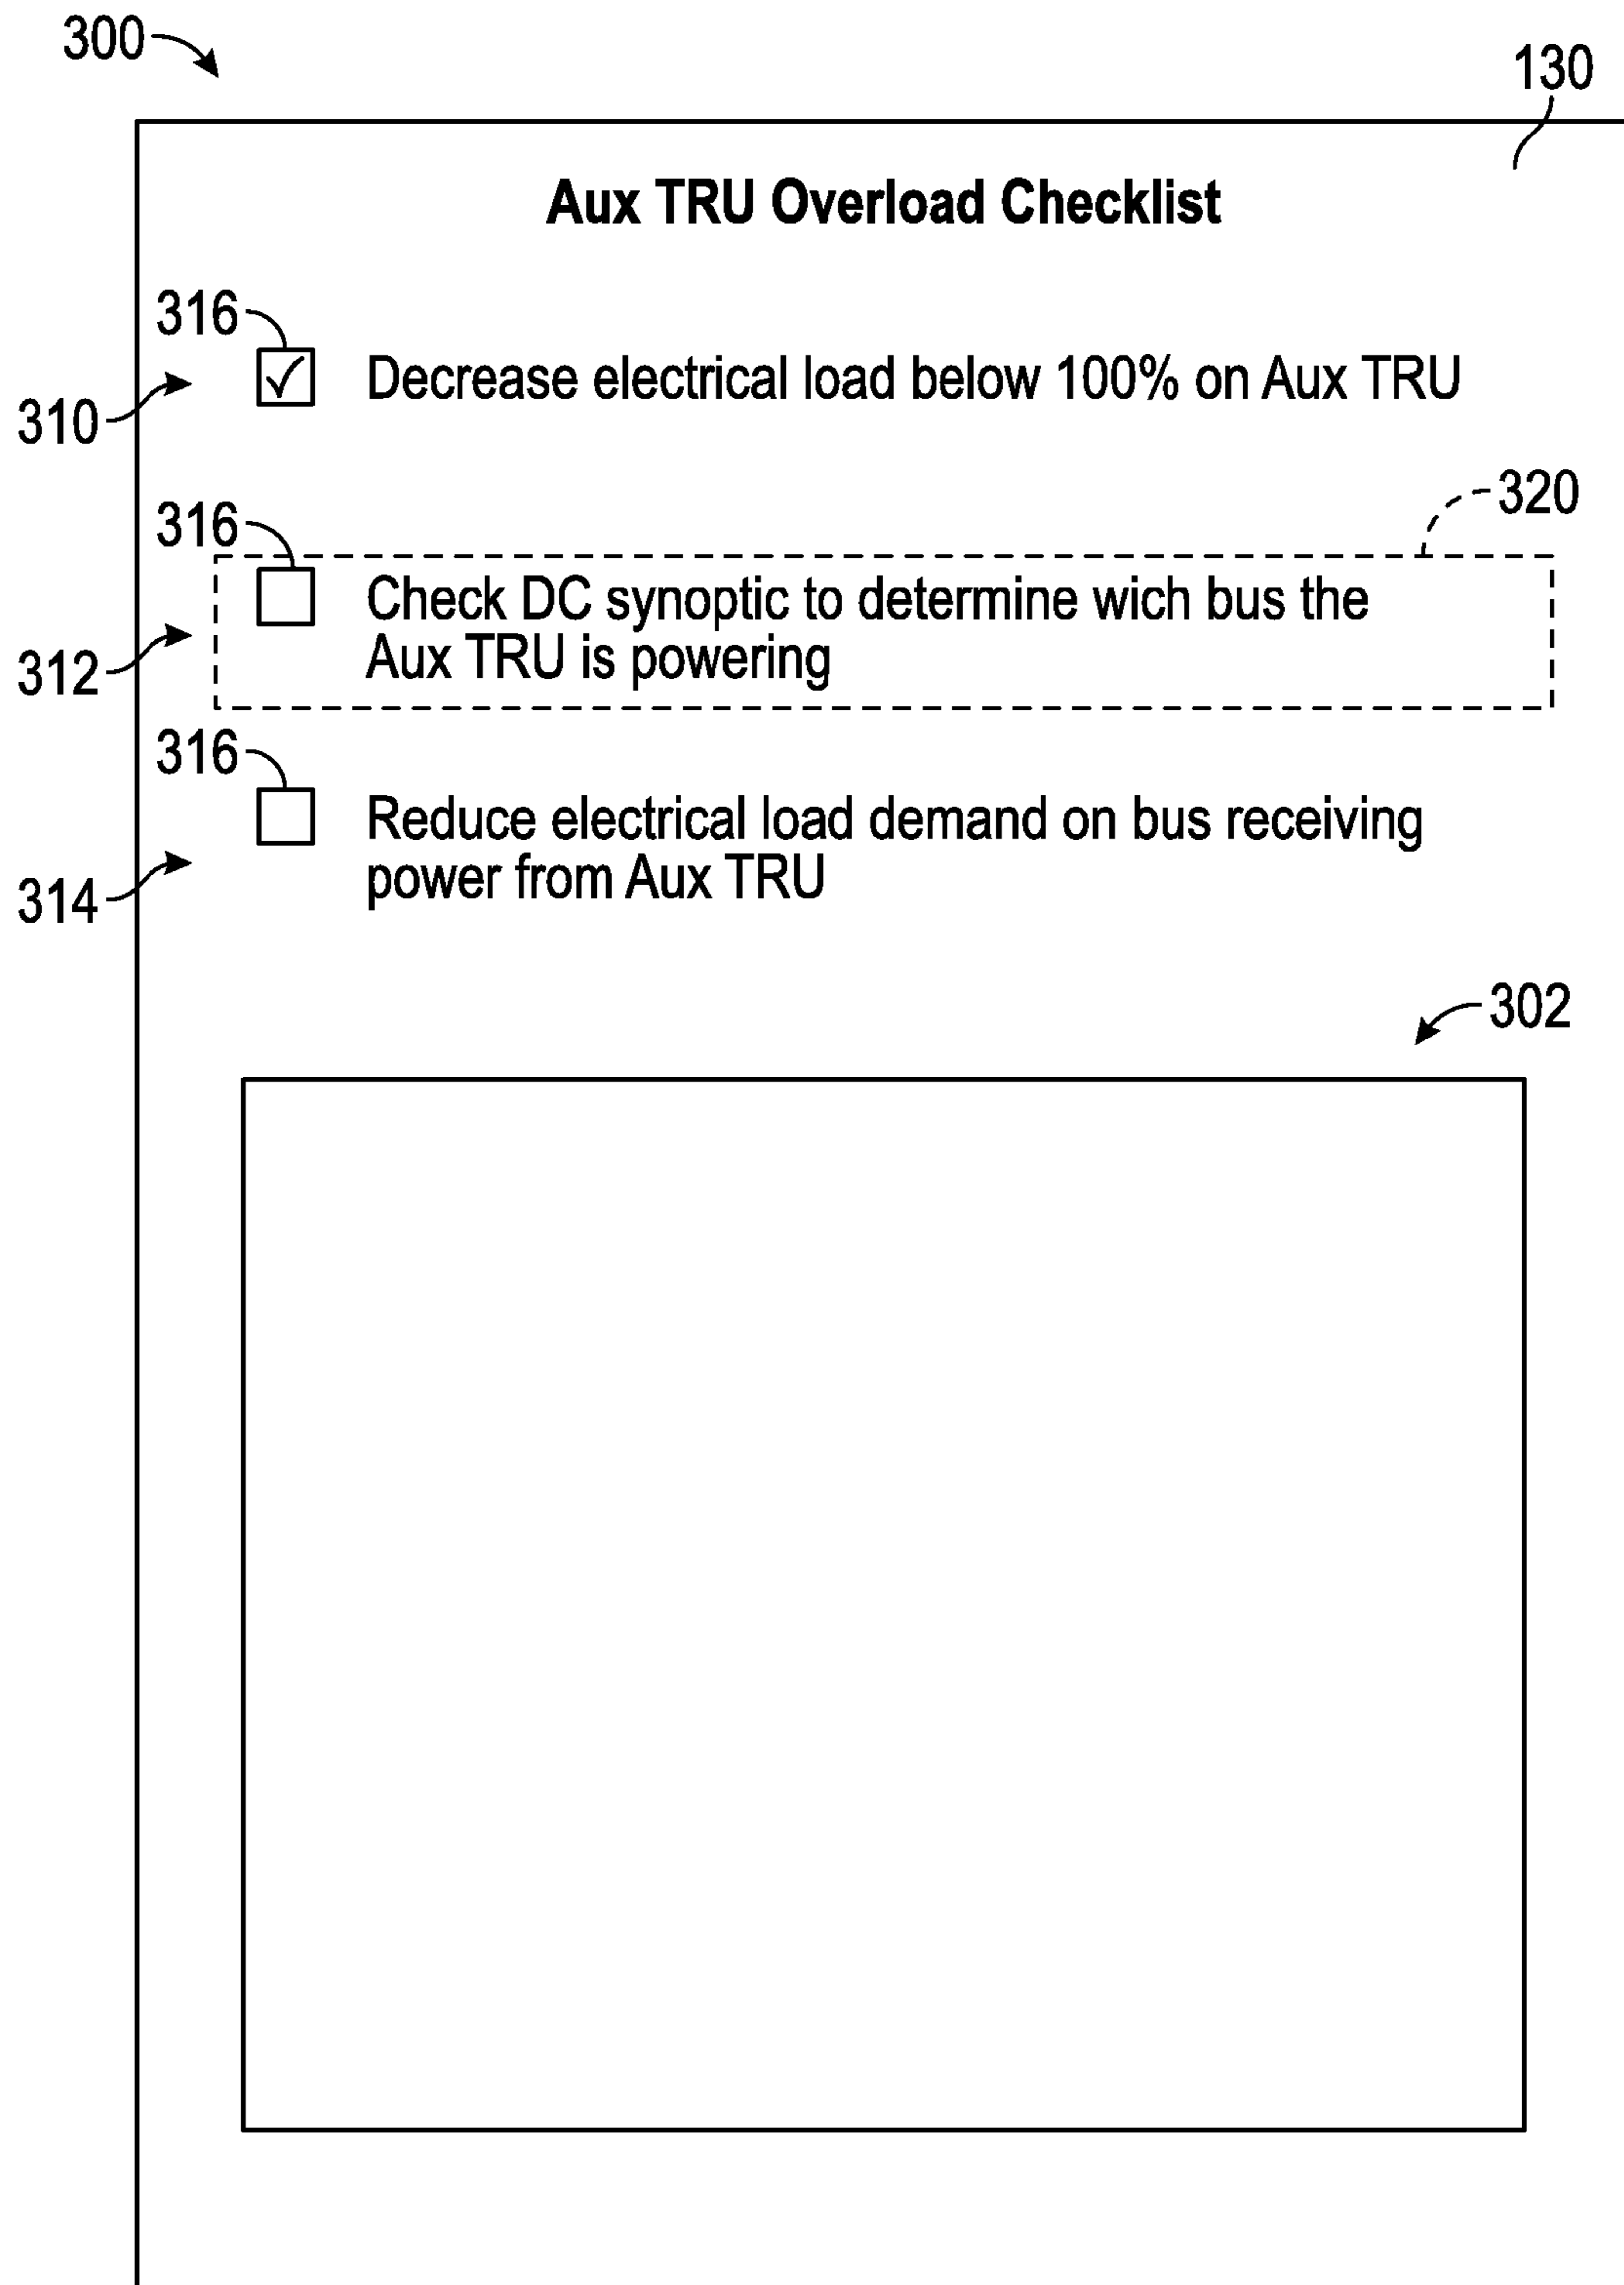 300
130
Aux TRU Overload Checklist
316
310
Decrease electrical load below 100% on Aux TRU
320
316
312
Check DC synoptic to determine wich bus the
Aux TRU is powering
316
314
Reduce electrical load demand on bus receiving
power from Aux TRU
302